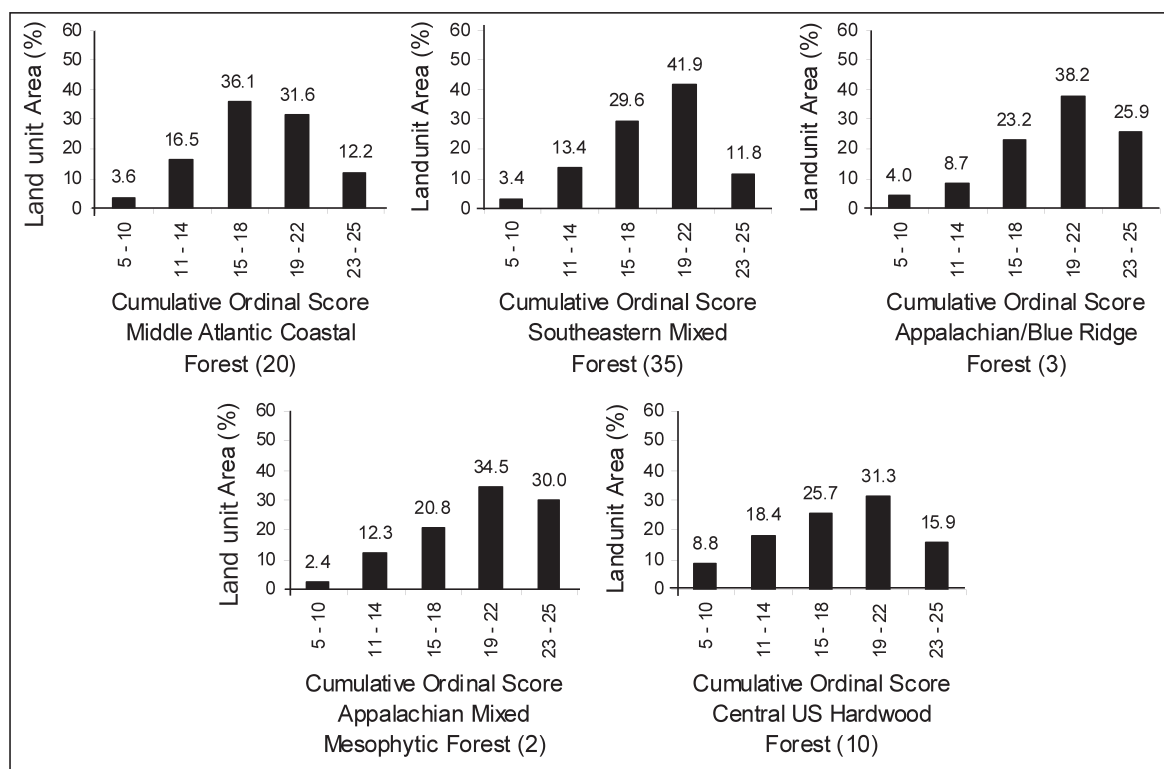 Land unit Area (%)
60
50
40
30
20
10
0
3.6
16.5
36.1
31.6
12.2
5 - 10
11 - 14
15 - 18
19 - 22
23 - 25
Cumulative Ordinal Score
Middle Atlantic Coastal
Forest (20)
Landunit Area (%)
60
50
40
30
20
10
0
3.4
13.4
29.6
41.9
11.8
5 - 10
11 - 14
15 - 18
19 - 22
23 - 25
Cumulative Ordinal Score
Southeastern Mixed
Forest (35)
Landunit Area (%)
60
50
40
30
20
10
0
4.0
8.7
23.2
38.2
25.9
5 - 10
11 - 14
15 - 18
19 - 22
23 - 25
Cumulative Ordinal Score
Appalachian/Blue Ridge
Forest (3)
Land unit Area (%)
60
50
40
30
20
10
0
2.4
12.3
20.8
34.5
30.0
5 - 10
11 - 14
15 - 18
19 - 22
23 - 25
Cumulative Ordinal Score
Appalachian Mixed
Mesophytic Forest (2)
Landunit Area (%)
60
50
40
30
20
10
0
8.8
18.4
25.7
31.3
15.9
5 - 10
11 - 14
15 - 18
19 - 22
23 - 25
Cumulative Ordinal Score
Central US Hardwood
Forest (10)